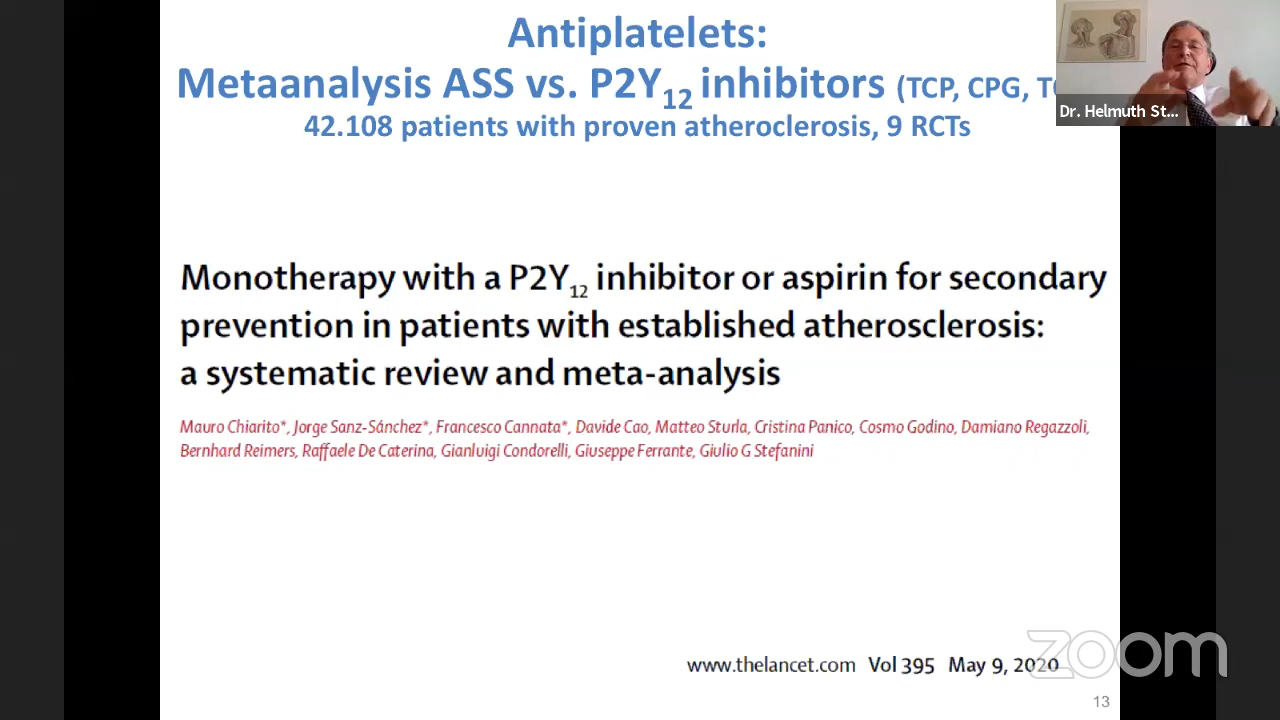 Antiplatelets:
Metaanalysis ASS vs. P2Y12 inhibitors (TCP, CPG,
42.108 patients with proven atheroclerosis, 9 RCTs
Dr. Helmuth St...
Monotherapy with a P2Y12 inhibitor or aspirin for secondary
prevention in patients with established atherosclerosis:
a systematic review and meta-analysis
Mauro Chiarito*, Jorge Sanz-Sánchez*, Francesco Cannata*, Davide Cao, Matteo Sturla, Cristina Panico, Cosmo Godino, Damiano Regazzoli,
Bernhard Reimers, Raffaele De Caterina, Gianluigi Condorelli, Giuseppe Ferrante, Giulio G Stefanini
www.thelancet.com Vol 395 May 9, 2020
zoom
13